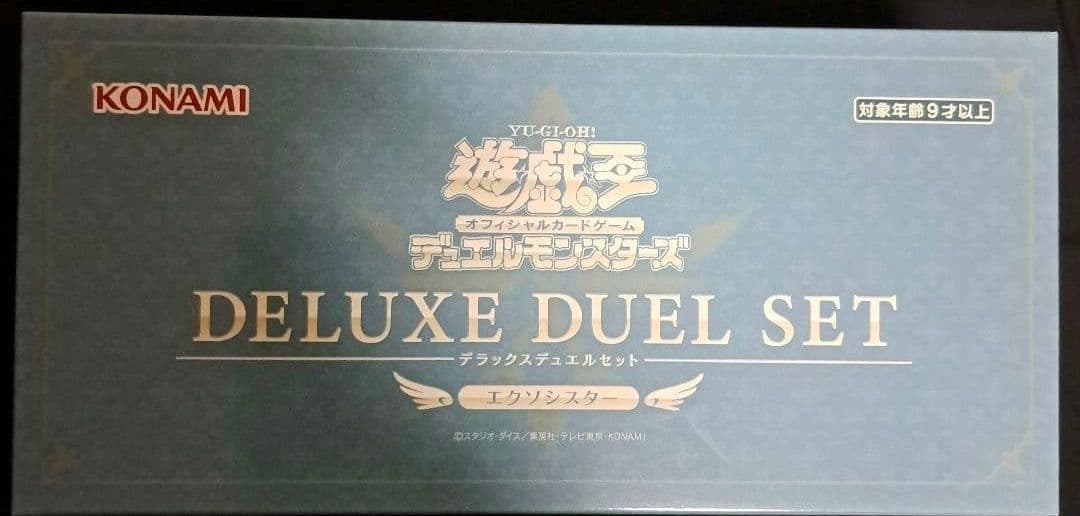 KONAMI
対象年齢9才以上
YU-GI-OH!
遊戯王
オフィシャルカードゲーム
デュエルモンスターズ
DELUXE DUEL SET
デラックスデュエルセット
エクソシスター
©スタジオ・ダイス/集英社・テレビ東京・KONAMI